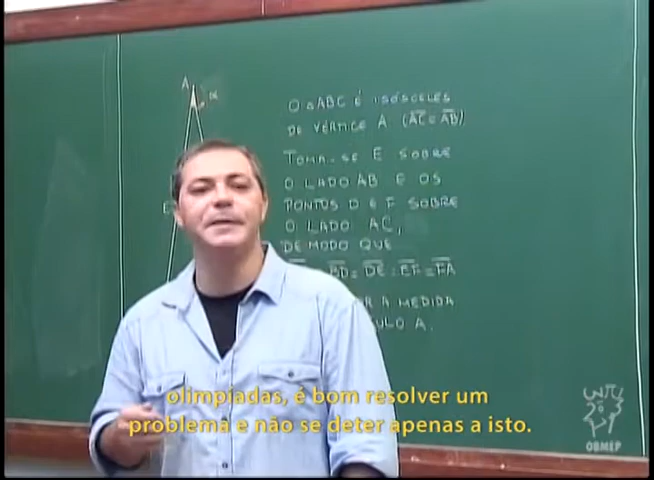 A α
O ∆ABC É ISÓSCELES
DE VÉRTICE A (AC=AB)
TOMA-SE E SOBRE
O LADO AB E OS
PONTOS D E F SOBRE
O LADO AC,
DE MODO QUE
BD=DE=EF=FA
A MEDIDA
A.
olimpíadas, é bom resolver um
problema e não se deter apenas a isto.
OBMEP